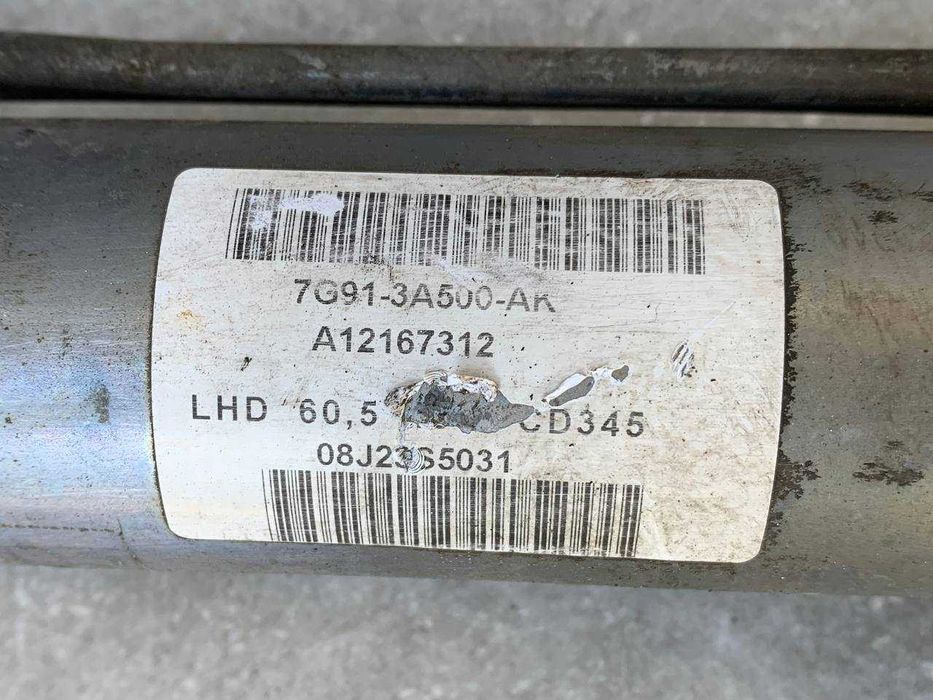 7G91-3A500-AK
A12167312
LHD 60,5 CD345
08J23S5031